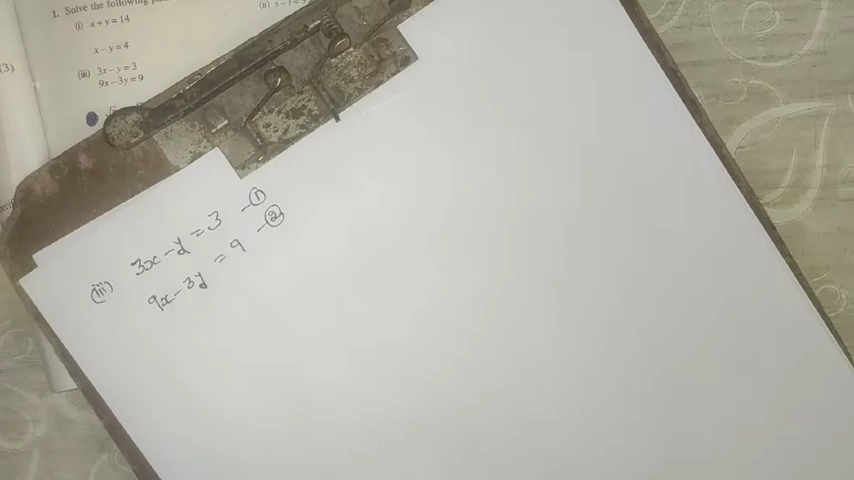 1. Solve the following
(i) x + y = 14
(ii)
x – y = 4
(3)
(iii) 3x – y = 3
9x – 3y = 9
(iii) 3x - y = 3 - ①
9x - 3y = 9 - ②